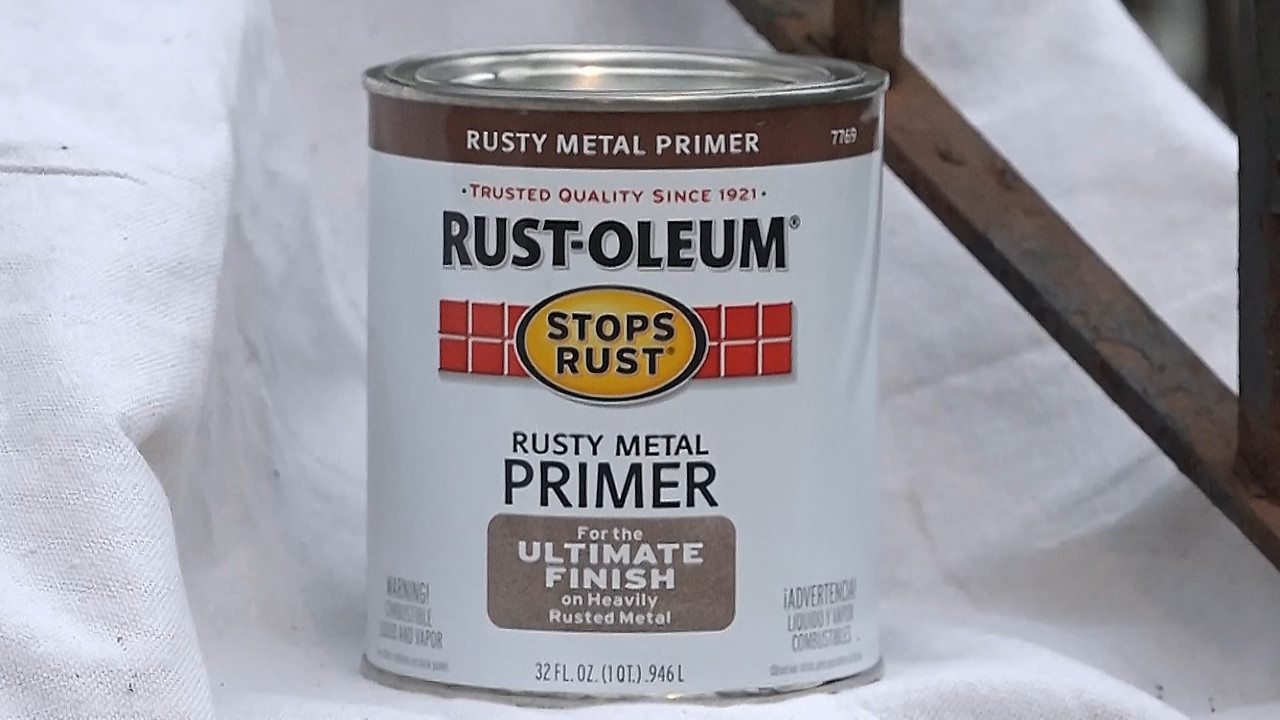 RUSTY METAL PRIMER 7769
•TRUSTED QUALITY SINCE 1921•
RUST-OLEUM®
STOPS
RUST®
RUSTY METAL
PRIMER
For the
ULTIMATE
FINISH
on Heavily
Rusted Metal
WARNING!
COMBUSTIBLE
LIQUID AND VAPOR
¡ADVERTENCIA!
LIQUIDO Y VAPOR
COMBUSTIBLES
32 FL. OZ. (1 QT.) .946 L